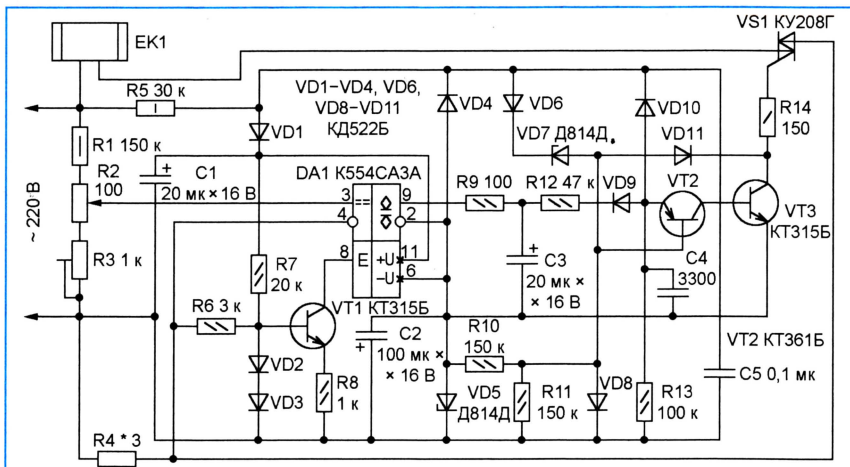 VS1 КУ208Г
EK1
R5 30 к
VD1–VD4, VD6,
VD8–VD11
КД522Б
VD4
VD6
VD10
R14
150
VD1
VD7 Д814Д
VD11
R1 150 к
R2
100
C1
20 мк × 16 В
DA1 К554СА3А
R9 100
R12 47 к
VD9
VT2
3
9
4
2
~ 220 В
VT3
КТ315Б
R3 1 к
R7
20 к
8
E
+U
11
–U
6
C3
20 мк ×
× 16 В
C4
3300
R6 3 к
VT1 КТ315Б
C2
100 мк ×
× 16 В
R10
150 к
VT2 КТ361Б
VD2
VD3
R8
1 к
VD5
Д814Д
R11
150 к
VD8
R13
100 к
C5 0,1 мк
R4 * 3